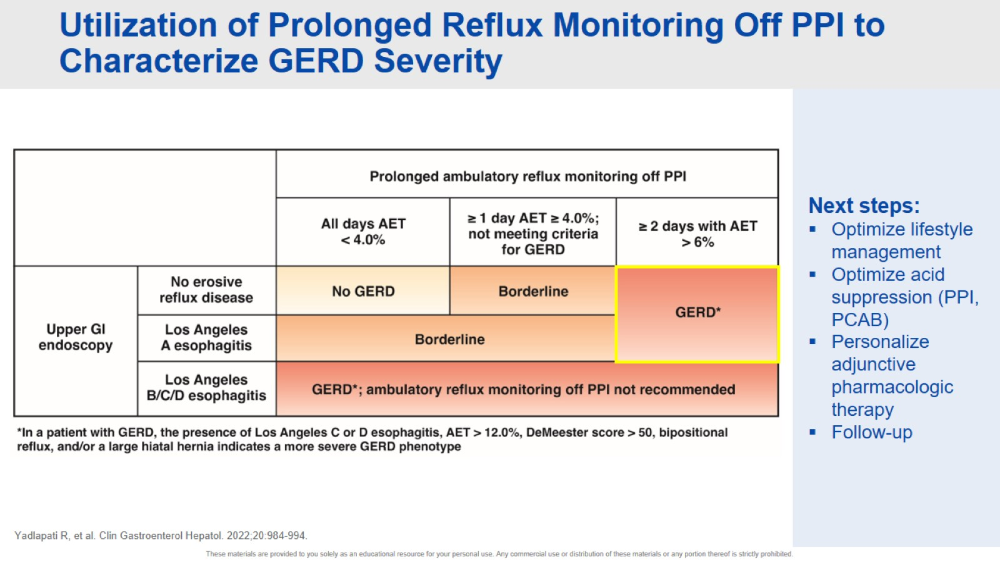 Utilization of Prolonged Reflux Monitoring Off PPI to
Characterize GERD Severity
Prolonged ambulatory reflux monitoring off PPI
All days AET
< 4.0%
≥ 1 day AET ≥ 4.0%;
not meeting criteria
for GERD
≥ 2 days with AET
> 6%
Upper GI
endoscopy
No erosive
reflux disease
No GERD
Borderline
GERD*
Los Angeles
A esophagitis
Borderline
Los Angeles
B/C/D esophagitis
GERD*; ambulatory reflux monitoring off PPI not recommended
*In a patient with GERD, the presence of Los Angeles C or D esophagitis, AET > 12.0%, DeMeester score > 50, bipositional
reflux, and/or a large hiatal hernia indicates a more severe GERD phenotype
Next steps:
▪ Optimize lifestyle
management
▪ Optimize acid
suppression (PPI,
PCAB)
▪ Personalize
adjunctive
pharmacologic
therapy
▪ Follow-up
Yadlapati R, et al. Clin Gastroenterol Hepatol. 2022;20:984-994.
These materials are provided to you solely as an educational resource for your personal use. Any commercial use or distribution of these materials or any portion thereof is strictly prohibited.